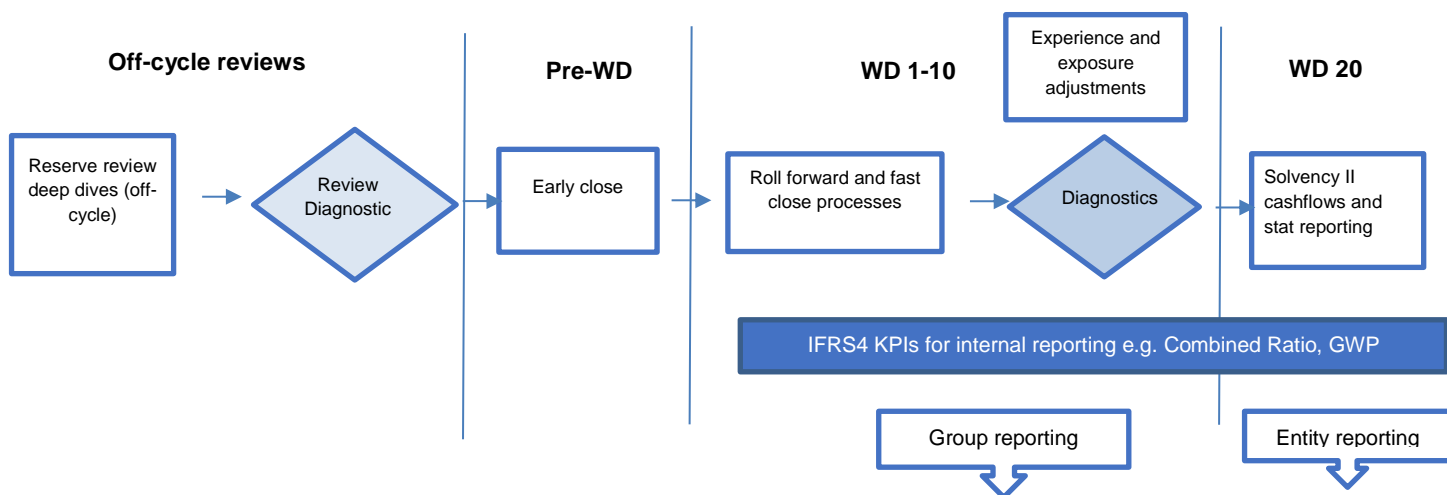 Off-cycle reviews
Pre-WD
WD 1-10
Experience and
exposure
adjustments
WD 20
Reserve review
deep dives (off-
cycle)
Review
Diagnostic
Early close
Roll forward and fast
close processes
Diagnostics
Solvency II
cashflows and
stat reporting
IFRS4 KPIs for internal reporting e.g. Combined Ratio, GWP
Group reporting
Entity reporting